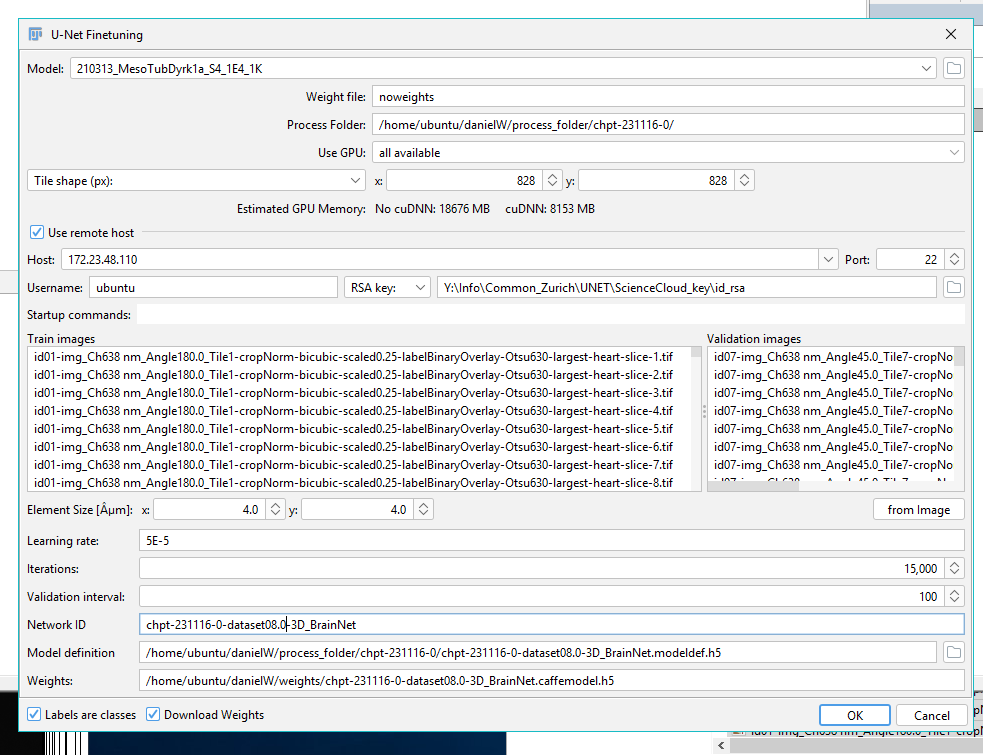 U-Net Finetuning
Model: 210313_MesoTubDyrk1a_S4_1E4_1K
Weight file: noweights
Process Folder: /home/ubuntu/danielW/process_folder/chpt-231116-0/
Use GPU: all available
Tile shape (px): x: 828 y: 828
Estimated GPU Memory: No cuDNN: 18676 MB cuDNN: 8153 MB
Use remote host
Host: 172.23.48.110 Port: 22
Username: ubuntu RSA key: Y:\Info\Common_Zurich\UNET\ScienceCloud_key\id_rsa
Startup commands:
Train images Validation images
id01-img_Ch638 nm_Angle180.0_Tile1-cropNorm-bicubic-scaled0.25-labelBinaryOverlay-Otsu630-largest-heart-slice-1.tif id07-img_Ch638 nm_Angle45.0_Tile7-cropNo
id01-img_Ch638 nm_Angle180.0_Tile1-cropNorm-bicubic-scaled0.25-labelBinaryOverlay-Otsu630-largest-heart-slice-2.tif id07-img_Ch638 nm_Angle45.0_Tile7-cropNo
id01-img_Ch638 nm_Angle180.0_Tile1-cropNorm-bicubic-scaled0.25-labelBinaryOverlay-Otsu630-largest-heart-slice-3.tif id07-img_Ch638 nm_Angle45.0_Tile7-cropNo
id01-img_Ch638 nm_Angle180.0_Tile1-cropNorm-bicubic-scaled0.25-labelBinaryOverlay-Otsu630-largest-heart-slice-4.tif id07-img_Ch638 nm_Angle45.0_Tile7-cropNo
id01-img_Ch638 nm_Angle180.0_Tile1-cropNorm-bicubic-scaled0.25-labelBinaryOverlay-Otsu630-largest-heart-slice-5.tif id07-img_Ch638 nm_Angle45.0_Tile7-cropNo
id01-img_Ch638 nm_Angle180.0_Tile1-cropNorm-bicubic-scaled0.25-labelBinaryOverlay-Otsu630-largest-heart-slice-6.tif id07-img_Ch638 nm_Angle45.0_Tile7-cropNo
id01-img_Ch638 nm_Angle180.0_Tile1-cropNorm-bicubic-scaled0.25-labelBinaryOverlay-Otsu630-largest-heart-slice-7.tif id07-img_Ch638 nm_Angle45.0_Tile7-cropNo
id01-img_Ch638 nm_Angle180.0_Tile1-cropNorm-bicubic-scaled0.25-labelBinaryOverlay-Otsu630-largest-heart-slice-8.tif
Element Size [Âµm]: x: 4.0 y: 4.0 from Image
Learning rate: 5E-5
Iterations: 15,000
Validation interval: 100
Network ID chpt-231116-0-dataset08.0-3D_BrainNet
Model definition /home/ubuntu/danielW/process_folder/chpt-231116-0/chpt-231116-0-dataset08.0-3D_BrainNet.modeldef.h5
Weights: /home/ubuntu/danielW/weights/chpt-231116-0-dataset08.0-3D_BrainNet.caffemodel.h5
Labels are classes Download Weights OK Cancel